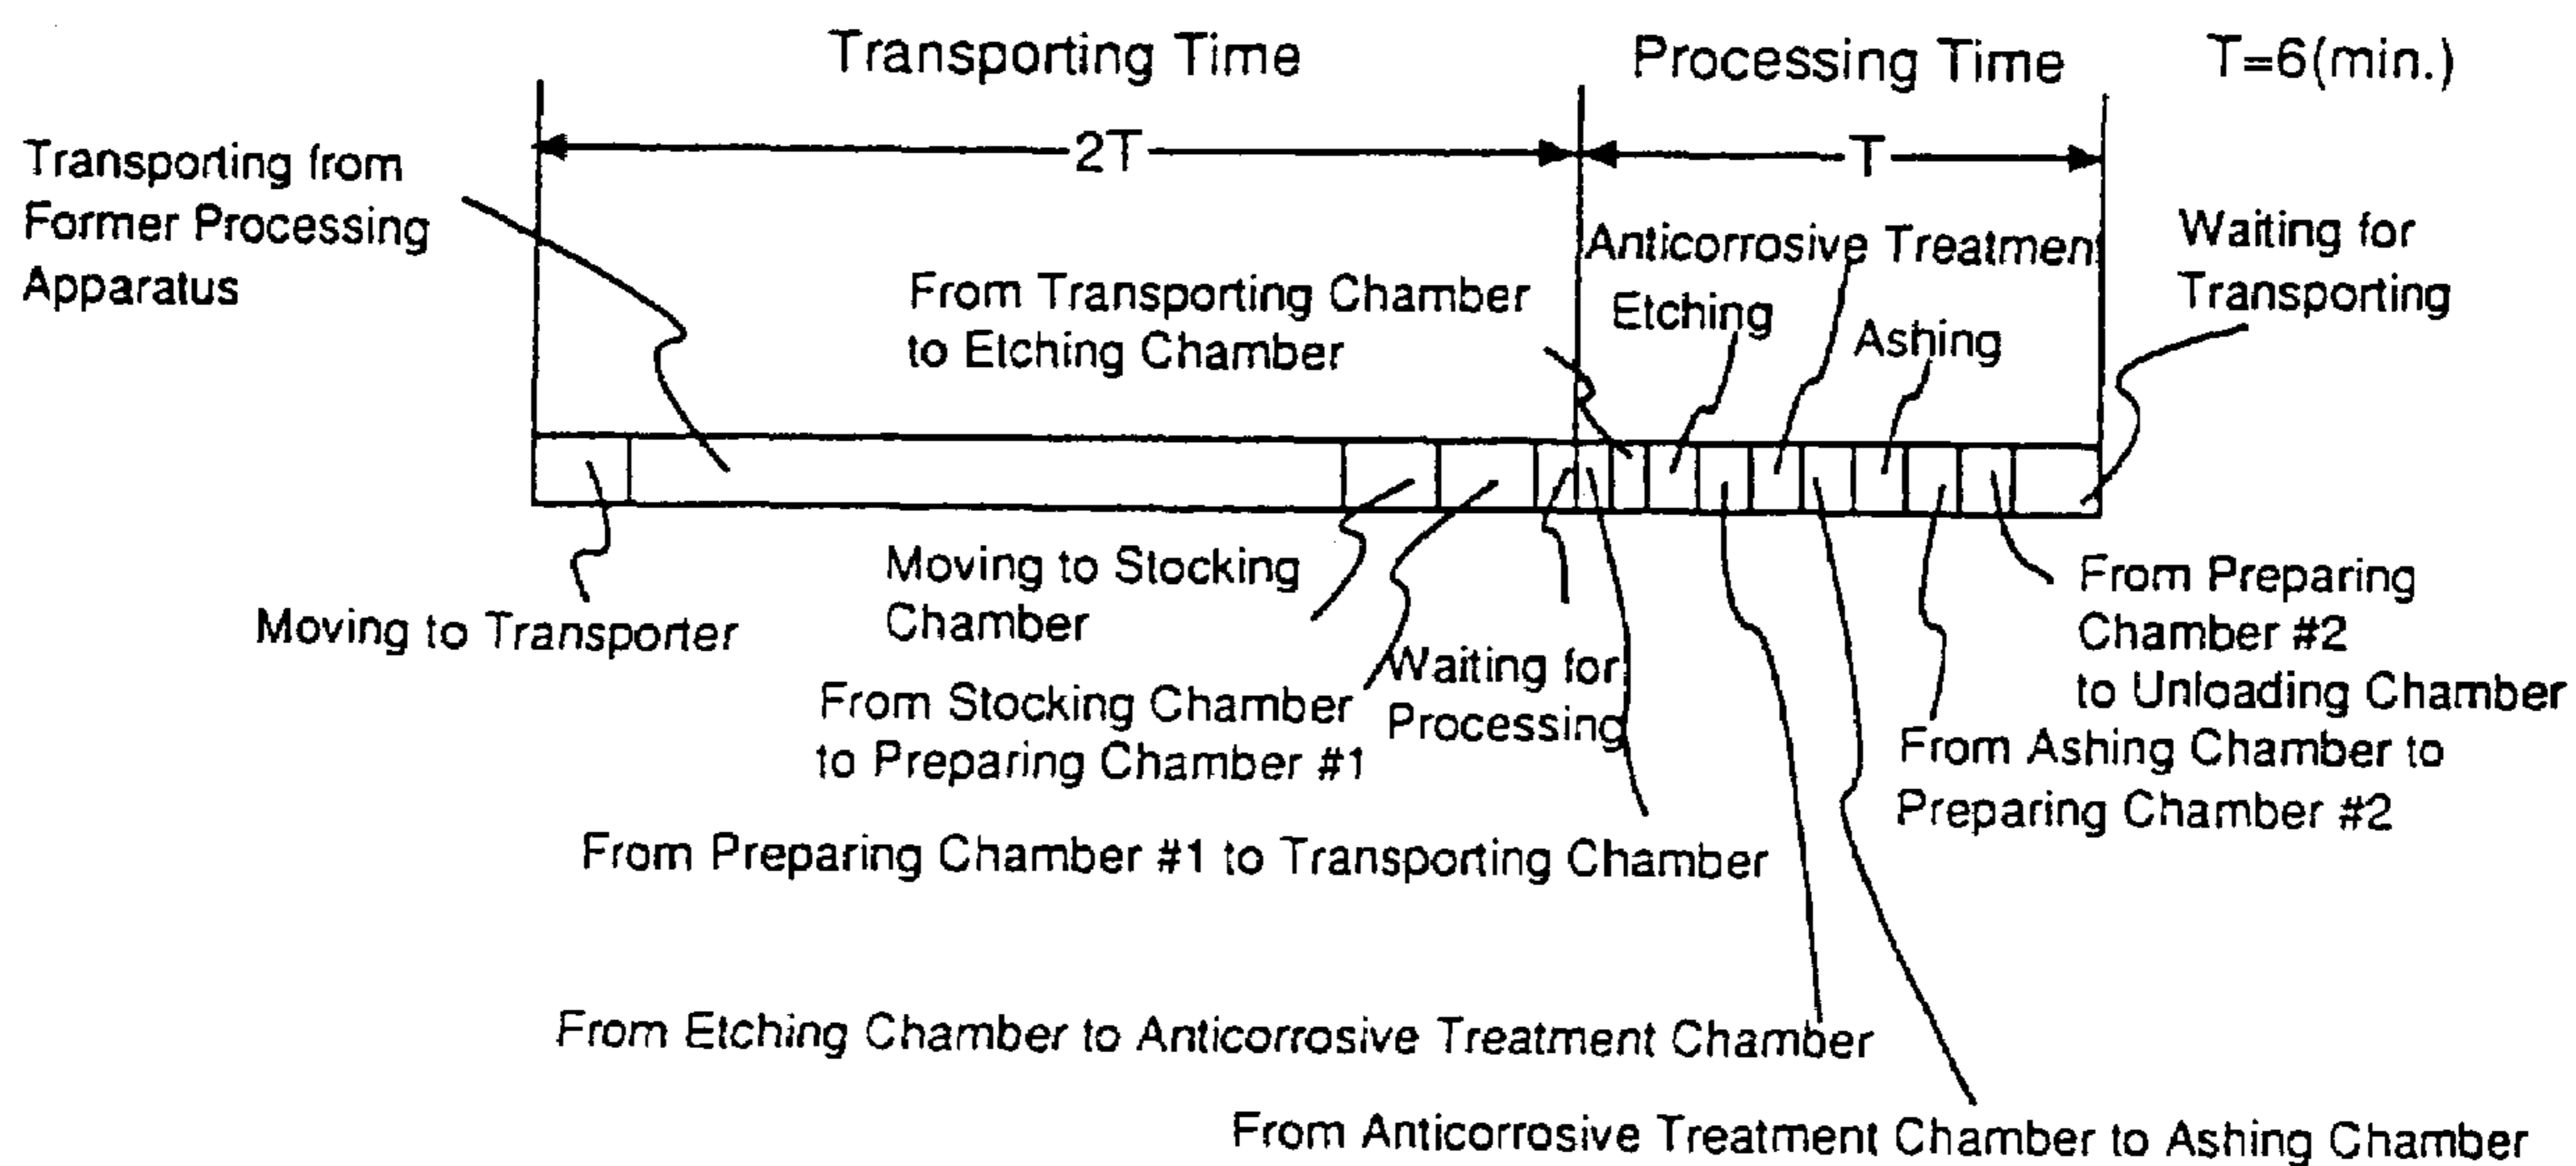 Transporting Time
Processing Time
T=6(min.)
2T
T
Transporting from
Former Processing
Apparatus
From Transporting Chamber
to Etching Chamber
Anticorrosive Treatment
Etching
Ashing
Waiting for
Transporting
Moving to Transporter
Moving to Stocking
Chamber
From Stocking Chamber
to Preparing Chamber #1
Waiting for
Processing
From Preparing Chamber #1 to Transporting Chamber
From Preparing
Chamber #2
to Unloading Chamber
From Ashing Chamber to
Preparing Chamber #2
From Etching Chamber to Anticorrosive Treatment Chamber
From Anticorrosive Treatment Chamber to Ashing Chamber